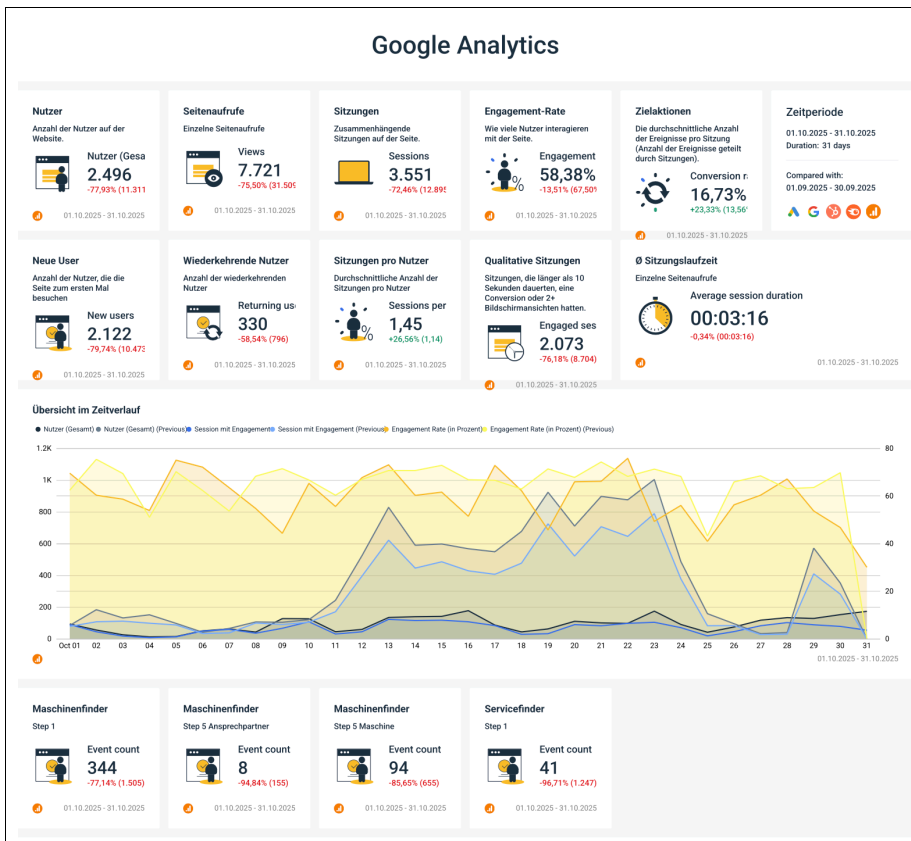 Google Analytics
Nutzer
Anzahl der Nutzer auf der
Website.
Nutzer (Gesa
2.496
-77,93% (11.311
01.10.2025 - 31.10.2025
Seitenaufrufe
Einzelne Seitenaufrufe
Views
7.721
-75,50% (31.509
01.10.2025 - 31.10.2025
Sitzungen
Zusammenhängende
Sitzungen auf der Seite.
Sessions
3.551
-72,46% (12.895
01.10.2025 - 31.10.2025
Engagement-Rate
Wie viele Nutzer interagieren
mit der Seite.
%
Engagement
58,38%
-13,51% (67,50%
01.10.2025 - 31.10.2025
Zielaktionen
Die durchschnittliche Anzahl
der Ereignisse pro Sitzung
(Anzahl der Ereignisse geteilt
durch Sitzungen).
Conversion r
16,73%
+23,33% (13,56%
01.10.2025 - 31.10.2025
Zeitperiode
01.10.2025 - 31.10.2025
Duration: 31 days
Compared with:
01.09.2025 - 30.09.2025
Neue User
Anzahl der Nutzer, die die
Seite zum ersten Mal
besuchen
New users
2.122
-79,74% (10.473
01.10.2025 - 31.10.2025
Wiederkehrende Nutzer
Anzahl der wiederkehrenden
Nutzer
Returning us
330
-58,54% (796)
01.10.2025 - 31.10.2025
Sitzungen pro Nutzer
Durchschnittliche Anzahl der
Sitzungen pro Nutzer
%
Sessions per
1,45
+26,56% (1,14)
01.10.2025 - 31.10.2025
Qualitative Sitzungen
Sitzungen, die länger als 10
Sekunden dauerten, eine
Conversion oder 2+
Bildschirmansichten hatten.
Engaged ses
2.073
-76,18% (8.704)
01.10.2025 - 31.10.2025
Ø Sitzungslaufzeit
Einzelne Seitenaufrufe
Average session duration
00:03:16
-0,34% (00:03:16)
01.10.2025 - 31.10.2025
Übersicht im Zeitverlauf
Nutzer (Gesamt) Nutzer (Gesamt) (Previous) Session mit Engagement Session mit Engagement (Previous) Engagement Rate (in Prozent) Engagement Rate (in Prozent) (Previous)
1.2K 80
1K
800 60
600
400 40
200 20
0 0
Oct 01 02 03 04 05 06 07 08 09 10 11 12 13 14 15 16 17 18 19 20 21 22 23 24 25 26 27 28 29 30 31
01.10.2025 - 31.10.2025
Maschinenfinder
Step 1
Event count
344
-77,14% (1.505)
01.10.2025 - 31.10.2025
Maschinenfinder
Step 5 Ansprechpartner
Event count
8
-94,84% (155)
01.10.2025 - 31.10.2025
Maschinenfinder
Step 5 Maschine
Event count
94
-85,65% (655)
01.10.2025 - 31.10.2025
Servicefinder
Step 1
Event count
41
-96,71% (1.247)
01.10.2025 - 31.10.2025